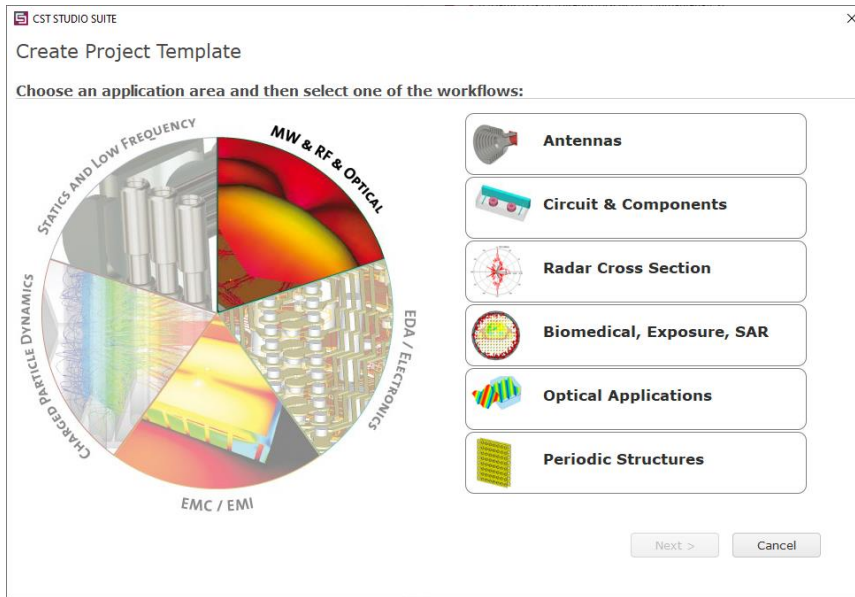 CST STUDIO SUITE
Create Project Template
Choose an application area and then select one of the workflows:
STATICS AND LOW FREQUENCY
MW & RF & OPTICAL
EDA / ELECTRONICS
EMC / EMI
CHARGED PARTICLE DYNAMICS
Antennas
Circuit & Components
Radar Cross Section
Biomedical, Exposure, SAR
Optical Applications
Periodic Structures
Next >
Cancel